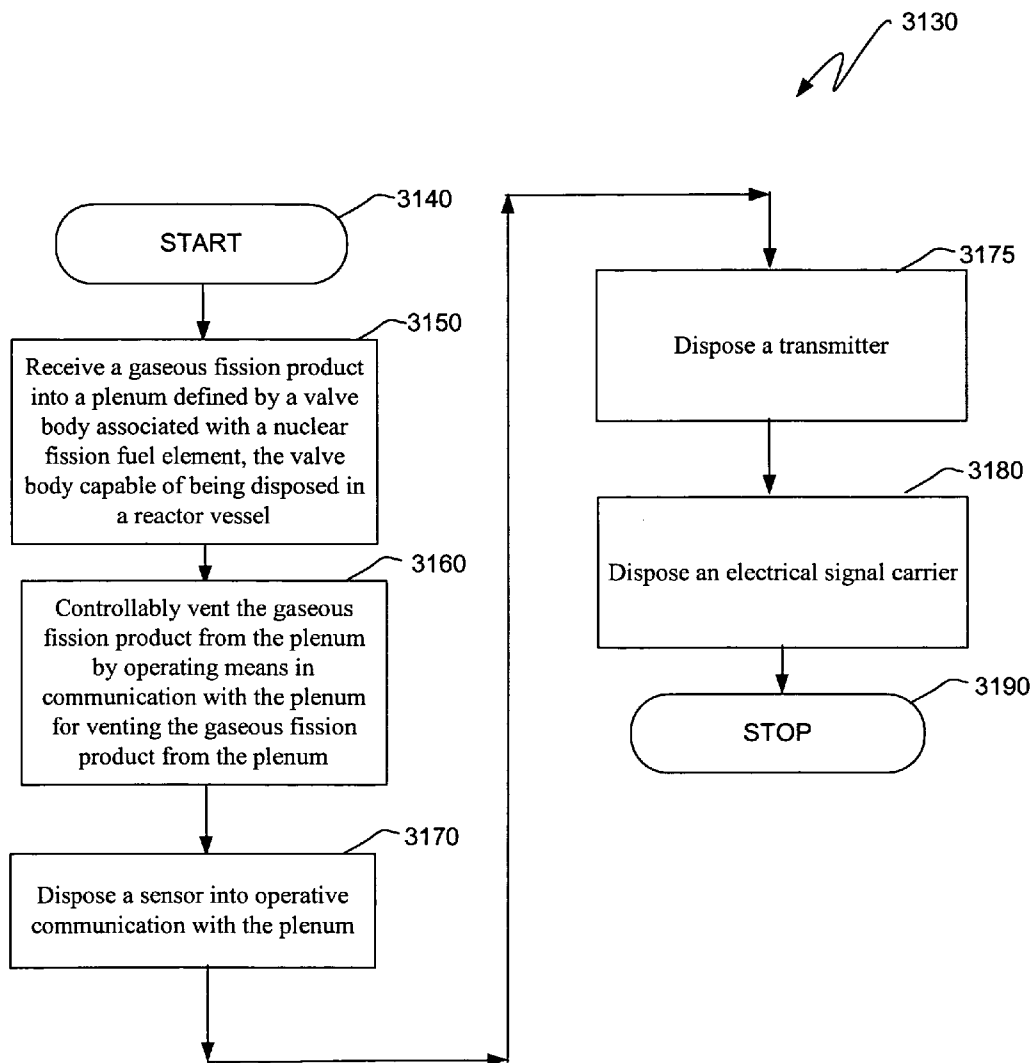 3130
3140
START
3150
Receive a gaseous fission product
into a plenum defined by a valve
body associated with a nuclear
fission fuel element, the valve
body capable of being disposed in
a reactor vessel
3160
Controllably vent the gaseous
fission product from the plenum
by operating means in
communication with the plenum
for venting the gaseous fission
product from the plenum
3170
Dispose a sensor into operative
communication with the plenum
3175
Dispose a transmitter
3180
Dispose an electrical signal carrier
3190
STOP